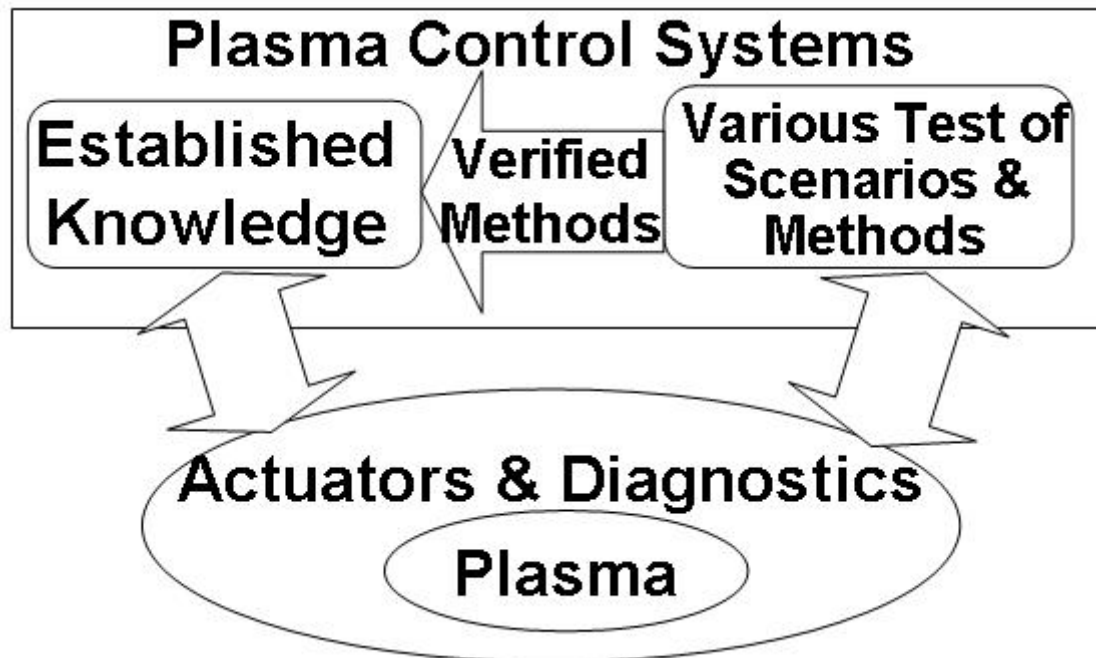 Plasma Control Systems
Established
Knowledge
Verified
Methods
Various Test of
Scenarios &
Methods
Actuators & Diagnostics
Plasma